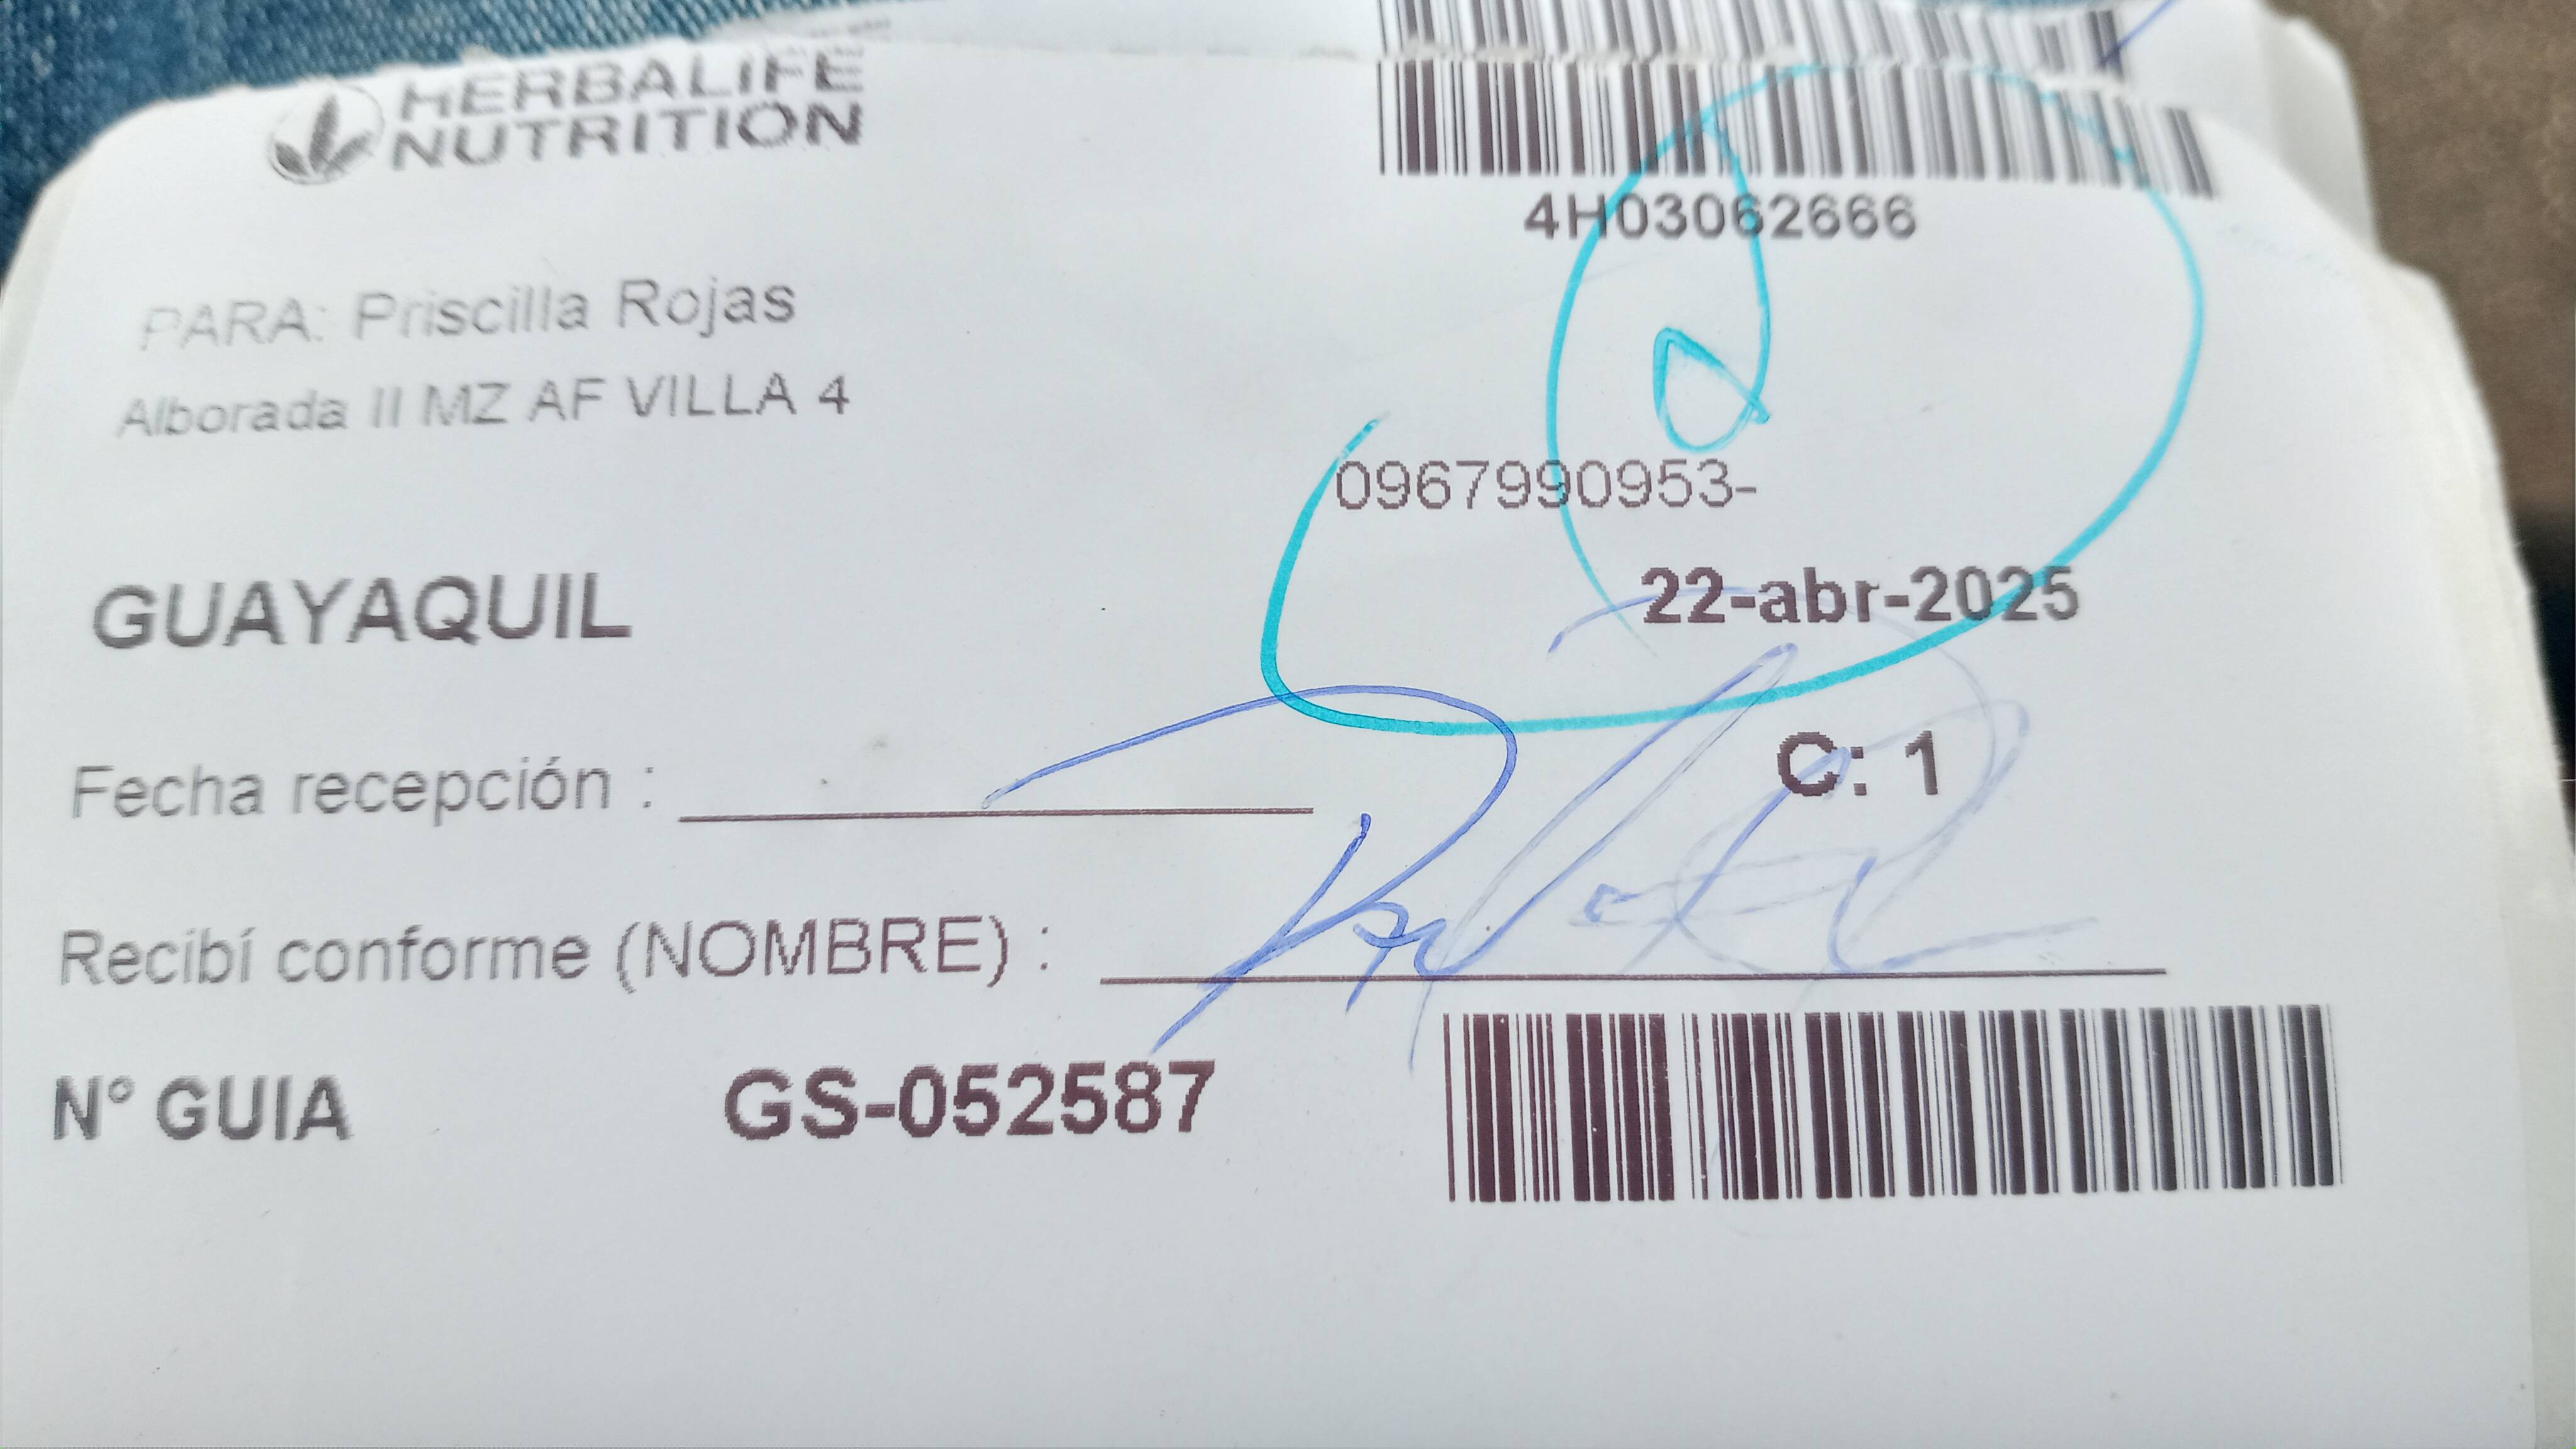 HERBALIFE
NUTRITION
4H03062666
PARA: Priscilla Rojas
Alborada II MZ AF VILLA 4
0967990953-
GUAYAQUIL
22-abr-2025
Fecha recepción :
C: 1
Recibí conforme (NOMBRE) :
N° GUIA GS-052587